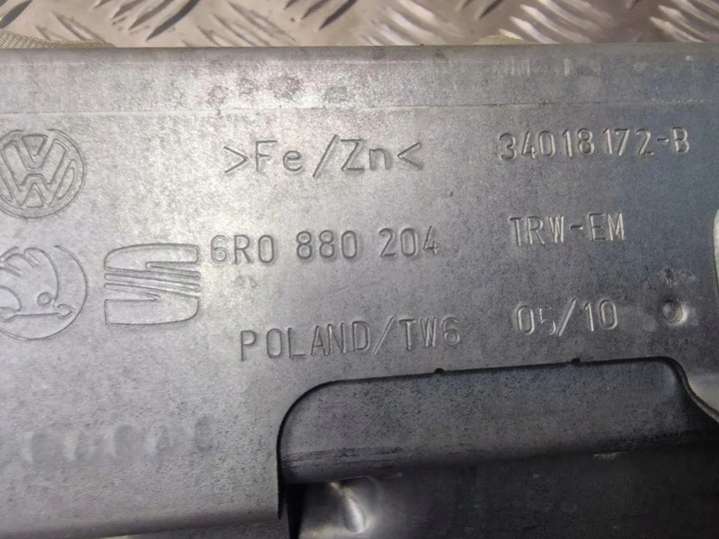 >Fe/Zn< 34018172-B
6R0 880 204 TRW-EM
POLAND/TW6 05/10